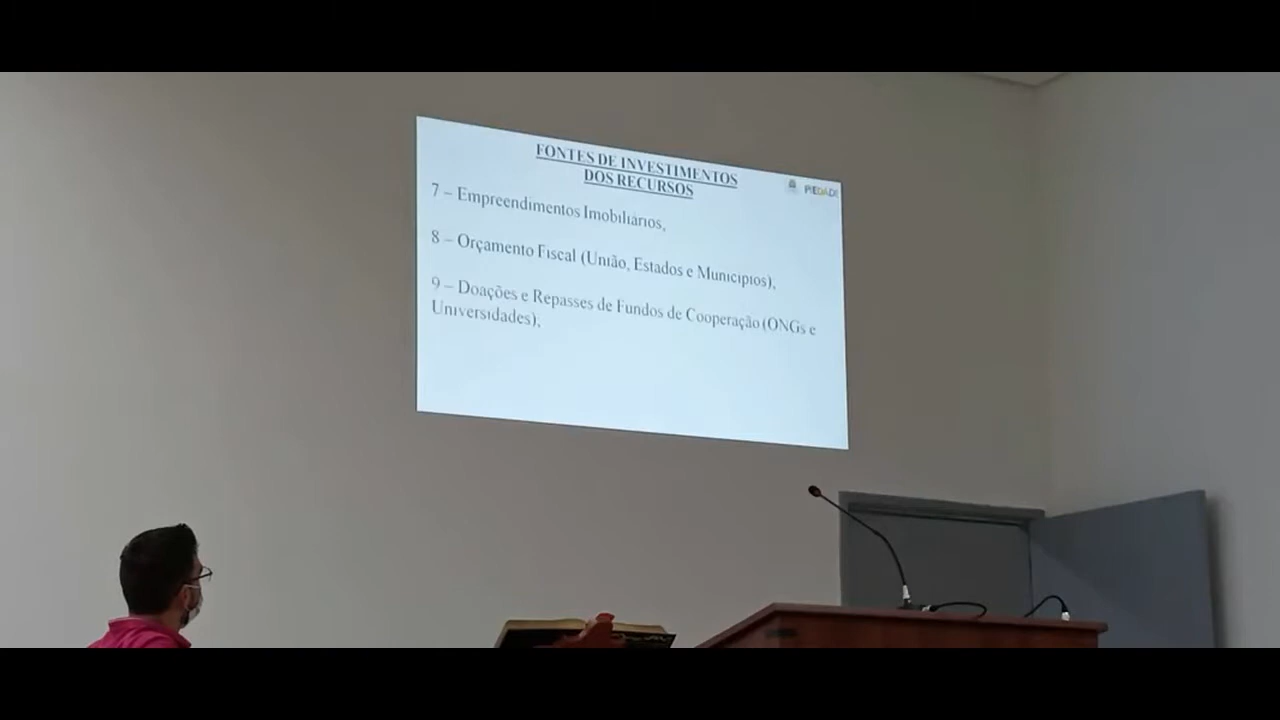 FONTES DE INVESTIMENTOS
DOS RECURSOS
PIEDADE
7 – Empreendimentos Imobiliários,
8 – Orçamento Fiscal (União, Estados e Municípios),
9 – Doações e Repasses de Fundos de Cooperação (ONGs e
Universidades),